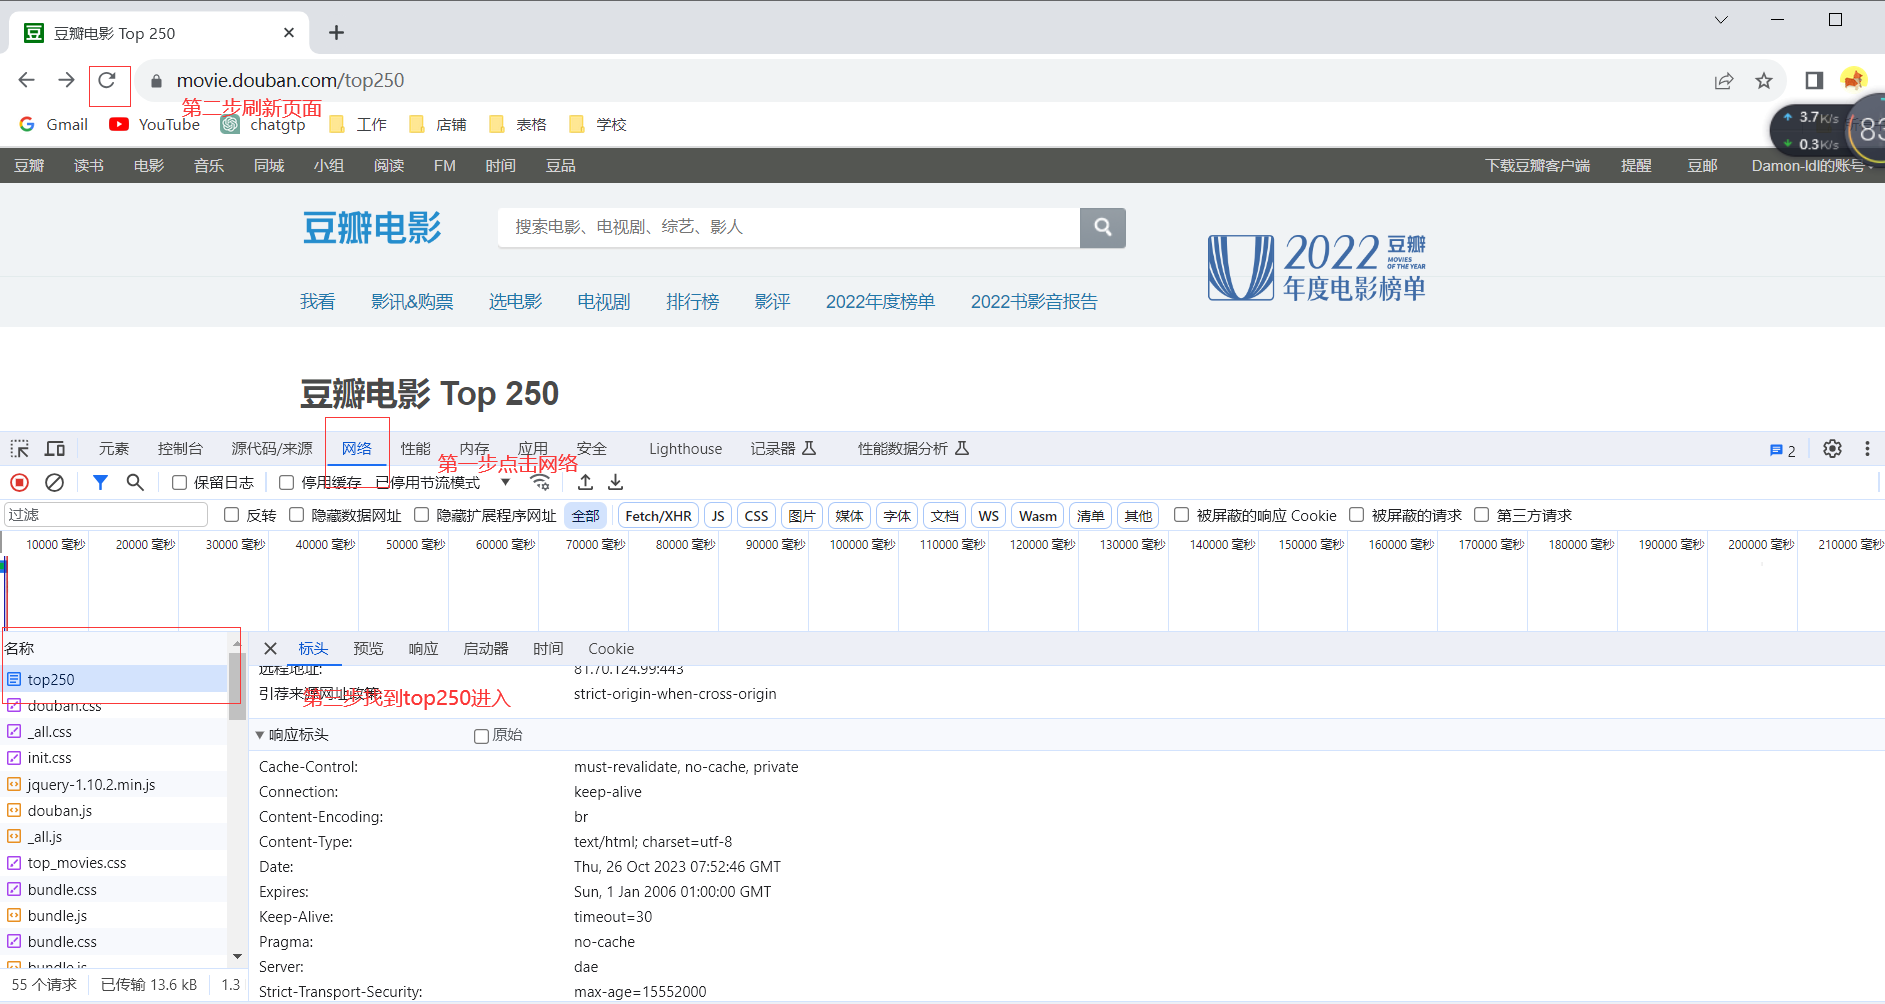 豆瓣电影 Top 250
movie.douban.com/top250
第二步刷新页面
Gmail YouTube chatgtp 工作 店铺 表格 学校
3.7K/s
0.3K/s
83
豆瓣 读书 电影 音乐 同城 小组 阅读 FM 时间 豆品 下载豆瓣客户端 提醒 豆邮 Damon-ldl的账号
豆瓣电影 搜索电影、电视剧、综艺、影人
2022 豆瓣
MOVIES OF THE YEAR
年度电影榜单
我看 影讯&购票 选电影 电视剧 排行榜 影评 2022年度榜单 2022书影音报告
豆瓣电影 Top 250
元素 控制台 源代码/来源 网络 性能 内存 应用 安全 Lighthouse 记录器 性能数据分析 2
第一步点击网络
保留日志 停用缓存 已停用节流模式
过滤 反转 隐藏数据网址 隐藏扩展程序网址 全部 Fetch/XHR JS CSS 图片 媒体 字体 文档 WS Wasm 清单 其他 被屏蔽的响应 Cookie 被屏蔽的请求 第三方请求
10000 毫秒 20000 毫秒 30000 毫秒 40000 毫秒 50000 毫秒 60000 毫秒 70000 毫秒 80000 毫秒 90000 毫秒 100000 毫秒 110000 毫秒 120000 毫秒 130000 毫秒 140000 毫秒 150000 毫秒 160000 毫秒 170000 毫秒 180000 毫秒 190000 毫秒 200000 毫秒 210000 毫秒
名称 标头 预览 响应 启动器 时间 Cookie
远程地址: 81.70.124.99:443
top250
引荐来源网址政策: strict-origin-when-cross-origin
第三步找到top250进入
douban.css
_all.css
响应标头 原始
init.css
Cache-Control: must-revalidate, no-cache, private
jquery-1.10.2.min.js
Connection: keep-alive
douban.js
Content-Encoding: br
_all.js
Content-Type: text/html; charset=utf-8
top_movies.css
Date: Thu, 26 Oct 2023 07:52:46 GMT
bundle.css
Expires: Sun, 1 Jan 2006 01:00:00 GMT
bundle.js
Keep-Alive: timeout=30
bundle.css
Pragma: no-cache
bundle.js
Server: dae
55 个请求 已传输 13.6 kB 1.3
Strict-Transport-Security: max-age=15552000